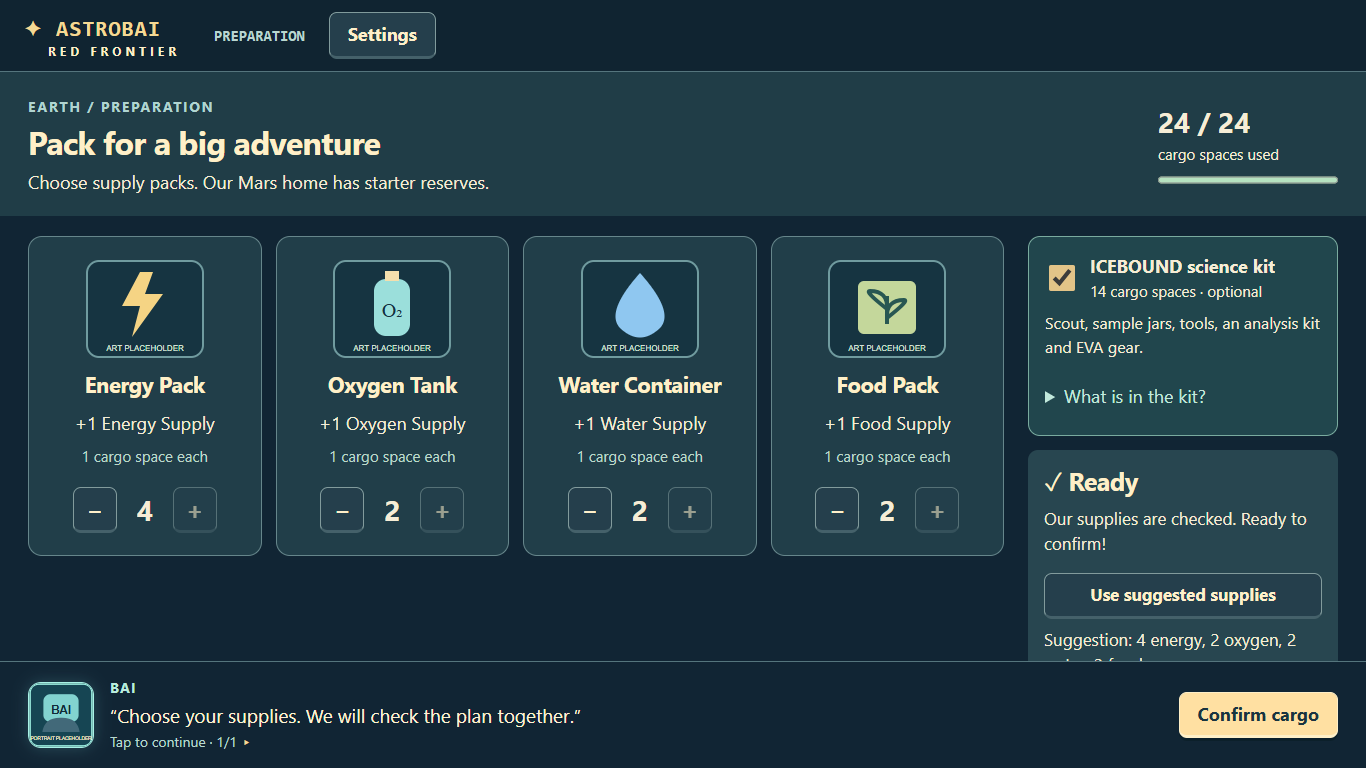 ✦ ASTROBAI
RED FRONTIER
PREPARATION
Settings
EARTH / PREPARATION
Pack for a big adventure
Choose supply packs. Our Mars home has starter reserves.
24 / 24
cargo spaces used
ART PLACEHOLDER
Energy Pack
+1 Energy Supply
1 cargo space each
− 4 +
O₂
ART PLACEHOLDER
Oxygen Tank
+1 Oxygen Supply
1 cargo space each
− 2 +
ART PLACEHOLDER
Water Container
+1 Water Supply
1 cargo space each
− 2 +
ART PLACEHOLDER
Food Pack
+1 Food Supply
1 cargo space each
− 2 +
ICEBOUND science kit
14 cargo spaces · optional
Scout, sample jars, tools, an analysis kit
and EVA gear.
▶ What is in the kit?
✓ Ready
Our supplies are checked. Ready to
confirm!
Use suggested supplies
Suggestion: 4 energy, 2 oxygen, 2
BAI
PORTRAIT PLACEHOLDER
BAI
“Choose your supplies. We will check the plan together.”
Tap to continue · 1/1 ▸
Confirm cargo